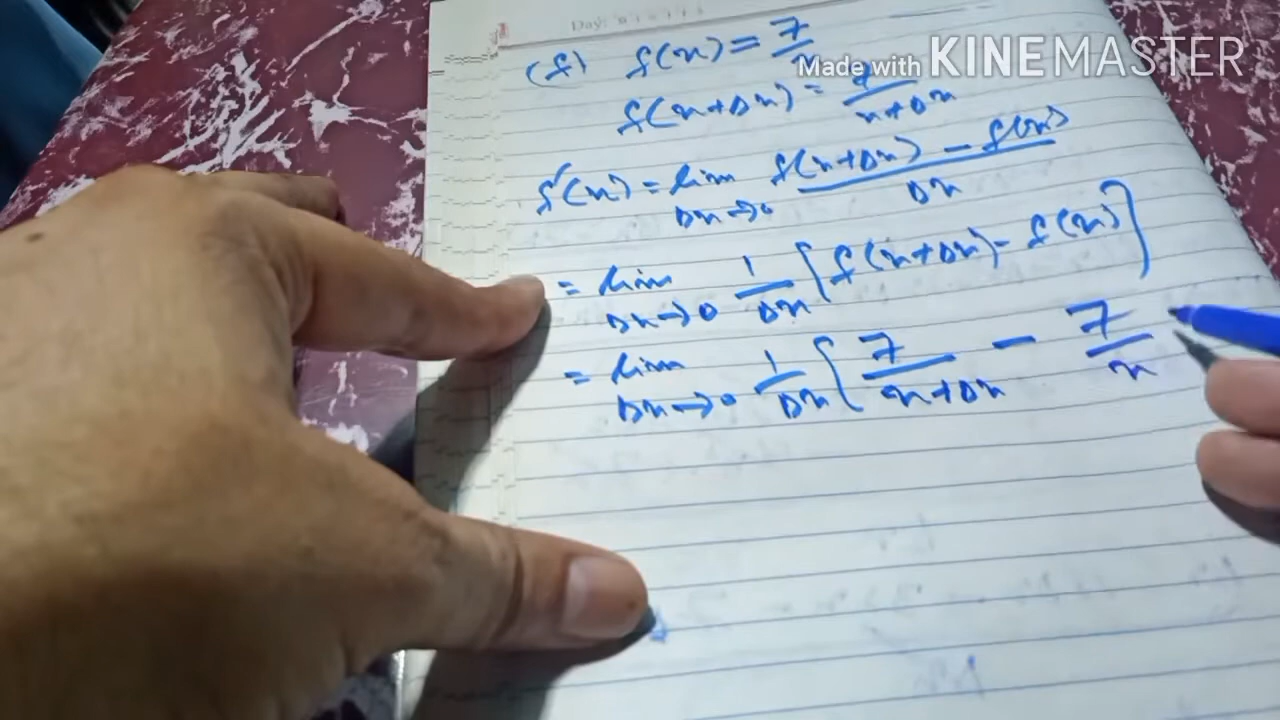 Day:
(f) f(x) = 7
Made with KINEMASTER
f(x+Δx) = 7/(x+Δx)
f'(x) = lim Δx→0 (f(x+Δx) - f(x))/Δx
= lim Δx→0 1/Δx [f(x+Δx) - f(x)]
= lim Δx→0 1/Δx [7/(x+Δx) - 7/x